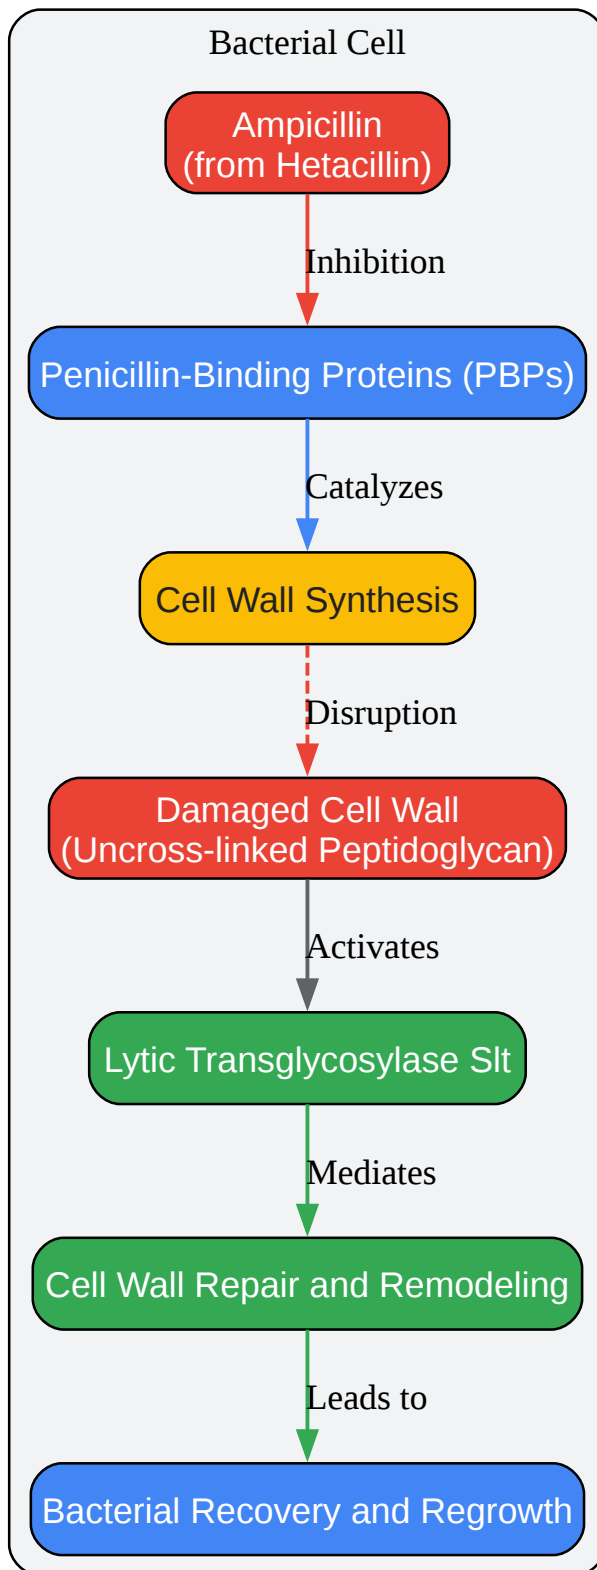 Bacterial Cell
Ampicillin
(from Hetacillin)
Inhibition
Penicillin-Binding Proteins (PBPs)
Catalyzes
Cell Wall Synthesis
Disruption
Damaged Cell Wall
(Uncross-linked Peptidoglycan)
Activates
Lytic Transglycosylase Slt
Mediates
Cell Wall Repair and Remodeling
Leads to
Bacterial Recovery and Regrowth